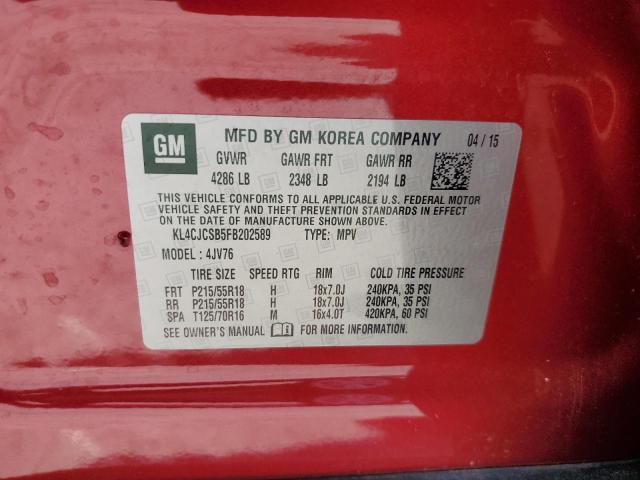 GM MFD BY GM KOREA COMPANY 04 / 15
GVWR GAWR FRT GAWR RR
4286 LB 2348 LB 2194 LB
THIS VEHICLE CONFORMS TO ALL APPLICABLE U.S. FEDERAL MOTOR
VEHICLE SAFETY AND THEFT PREVENTION STANDARDS IN EFFECT
ON THE DATE OF MANUFACTURE SHOWN ABOVE.
KL4CJCSB5FB202589 TYPE: MPV
MODEL : 4JV76
TIRE SIZE SPEED RTG RIM COLD TIRE PRESSURE
FRT P215/55R18 H 18x7.0J 240KPA, 35 PSI
RR P215/55R18 H 18x7.0J 240KPA, 35 PSI
SPA T125/70R16 M 16x4.0T 420KPA, 60 PSI
SEE OWNER'S MANUAL FOR MORE INFORMATION.